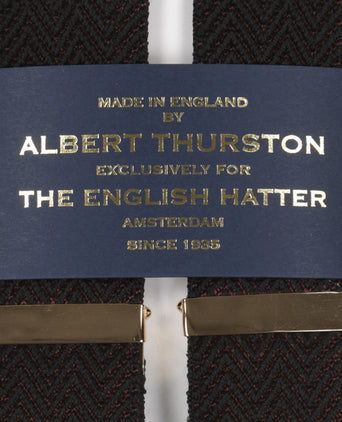 MADE IN ENGLAND
BY
ALBERT THURSTON
EXCLUSIVELY FOR
THE ENGLISH HATTER
AMSTERDAM
SINCE 1935